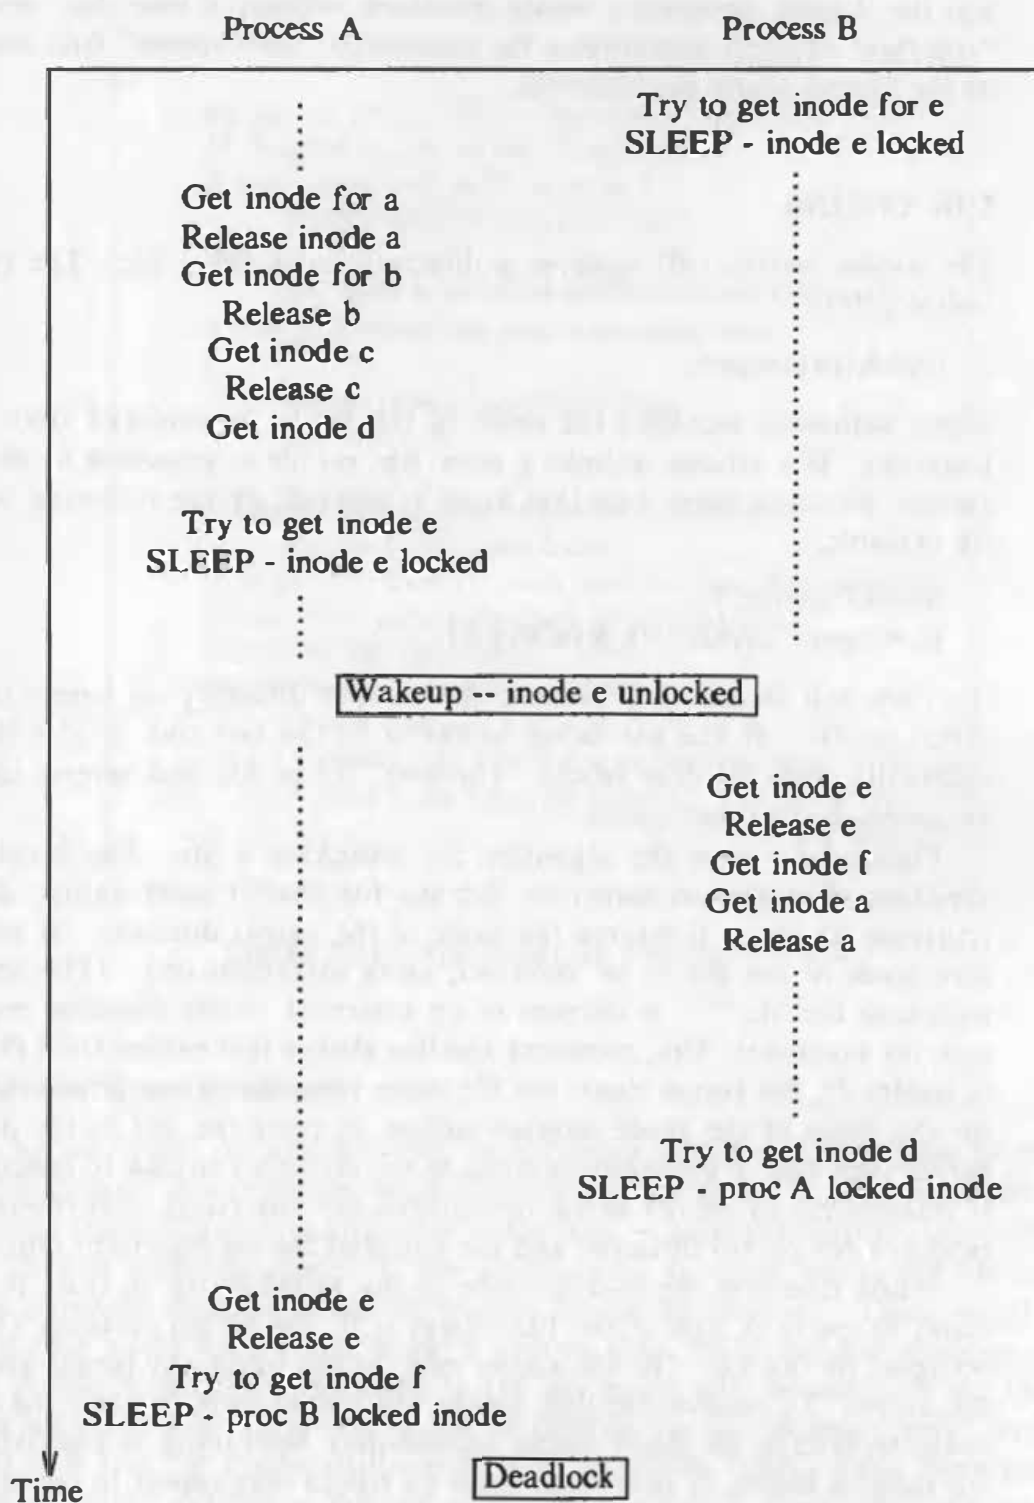 Process A
Process B
Try to get inode for e
SLEEP - inode e locked
Get inode for a
Release inode a
Get inode for b
Release b
Get inode c
Release c
Get inode d
Try to get inode e
SLEEP - inode e locked
Wakeup -- inode e unlocked
Get inode e
Release e
Get inode f
Get inode a
Release a
Try to get inode d
SLEEP - proc A locked inode
Get inode e
Release e
Try to get inode f
SLEEP - proc B locked inode
Deadlock
Time